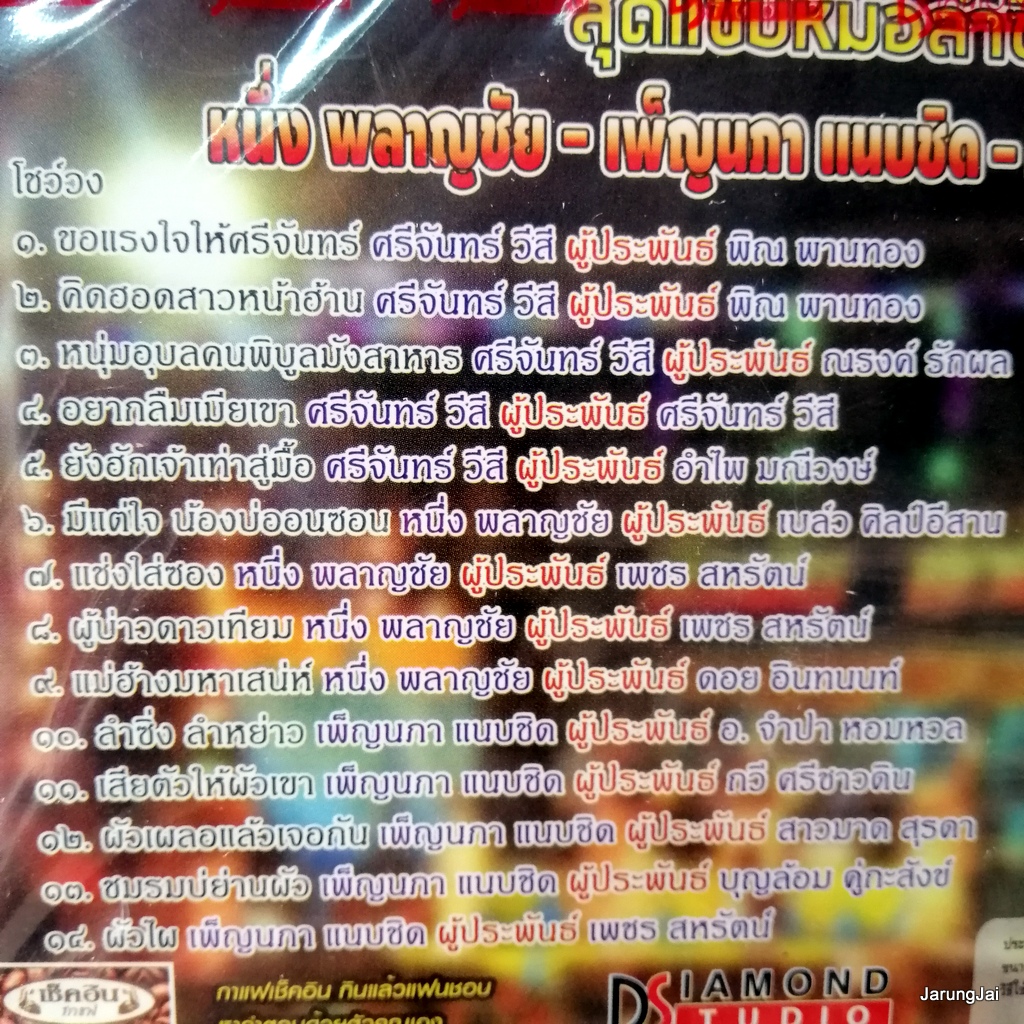 สุดแซ่บหมอลำซิ่ง
หนึ่ง พลาญชัย - เพ็ญนภา แนบชิด -
โชว์วง
๑. ขอแรงใจให้ศรีจันทร์ ศรีจันทร์ วีสี ผู้ประพันธ์ พิณ พานทอง
๒. คิดฮอดสาวหน้าฮ้าน ศรีจันทร์ วีสี ผู้ประพันธ์ พิณ พานทอง
๓. หนุ่มอุบลคนพิบูลมังสาหาร ศรีจันทร์ วีสี ผู้ประพันธ์ ณรงค์ รักผล
๔. อยากลืมเมียเขา ศรีจันทร์ วีสี ผู้ประพันธ์ ศรีจันทร์ วีสี
๕. ยังฮักเจ้าเท่าสู่มื้อ ศรีจันทร์ วีสี ผู้ประพันธ์ อำไพ มณีวงษ์
๖. มีแต่ใจ น้องบ่ออนซอน หนึ่ง พลาญชัย ผู้ประพันธ์ เบล์ว ศิลป์อีสาน
๗. แซ่งใส่ซอง หนึ่ง พลาญชัย ผู้ประพันธ์ เพชร สหรัตน์
๘. ผู้บ่าวดาวเทียม หนึ่ง พลาญชัย ผู้ประพันธ์ เพชร สหรัตน์
๙. แม่ฮ้างมหาเสน่ห์ หนึ่ง พลาญชัย ผู้ประพันธ์ ดอย อินทนนท์
๑๐. ลำซิ่ง ลำหย่าว เพ็ญนภา แนบชิด ผู้ประพันธ์ อ. จำปา หอมหวล
๑๑. เสียตัวให้ผัวเขา เพ็ญนภา แนบชิด ผู้ประพันธ์ ถวี ศรีชาวดิน
๑๒. ผัวเผลอแล้วเจอกัน เพ็ญนภา แนบชิด ผู้ประพันธ์ สาวมาด สุรดา
๑๓. ชมรมบ่ย่านผัว เพ็ญนภา แนบชิด ผู้ประพันธ์ บุญล้อม คู่กะสังข์
๑๔. ผัวไผ เพ็ญนภา แนบชิด ผู้ประพันธ์ เพชร สหรัตน์
เช็คอิน
กาแฟ
กาแฟเช็คอิน กินแล้วแฟนชอบ
DS IAMOND
TUDIO
JarungJai